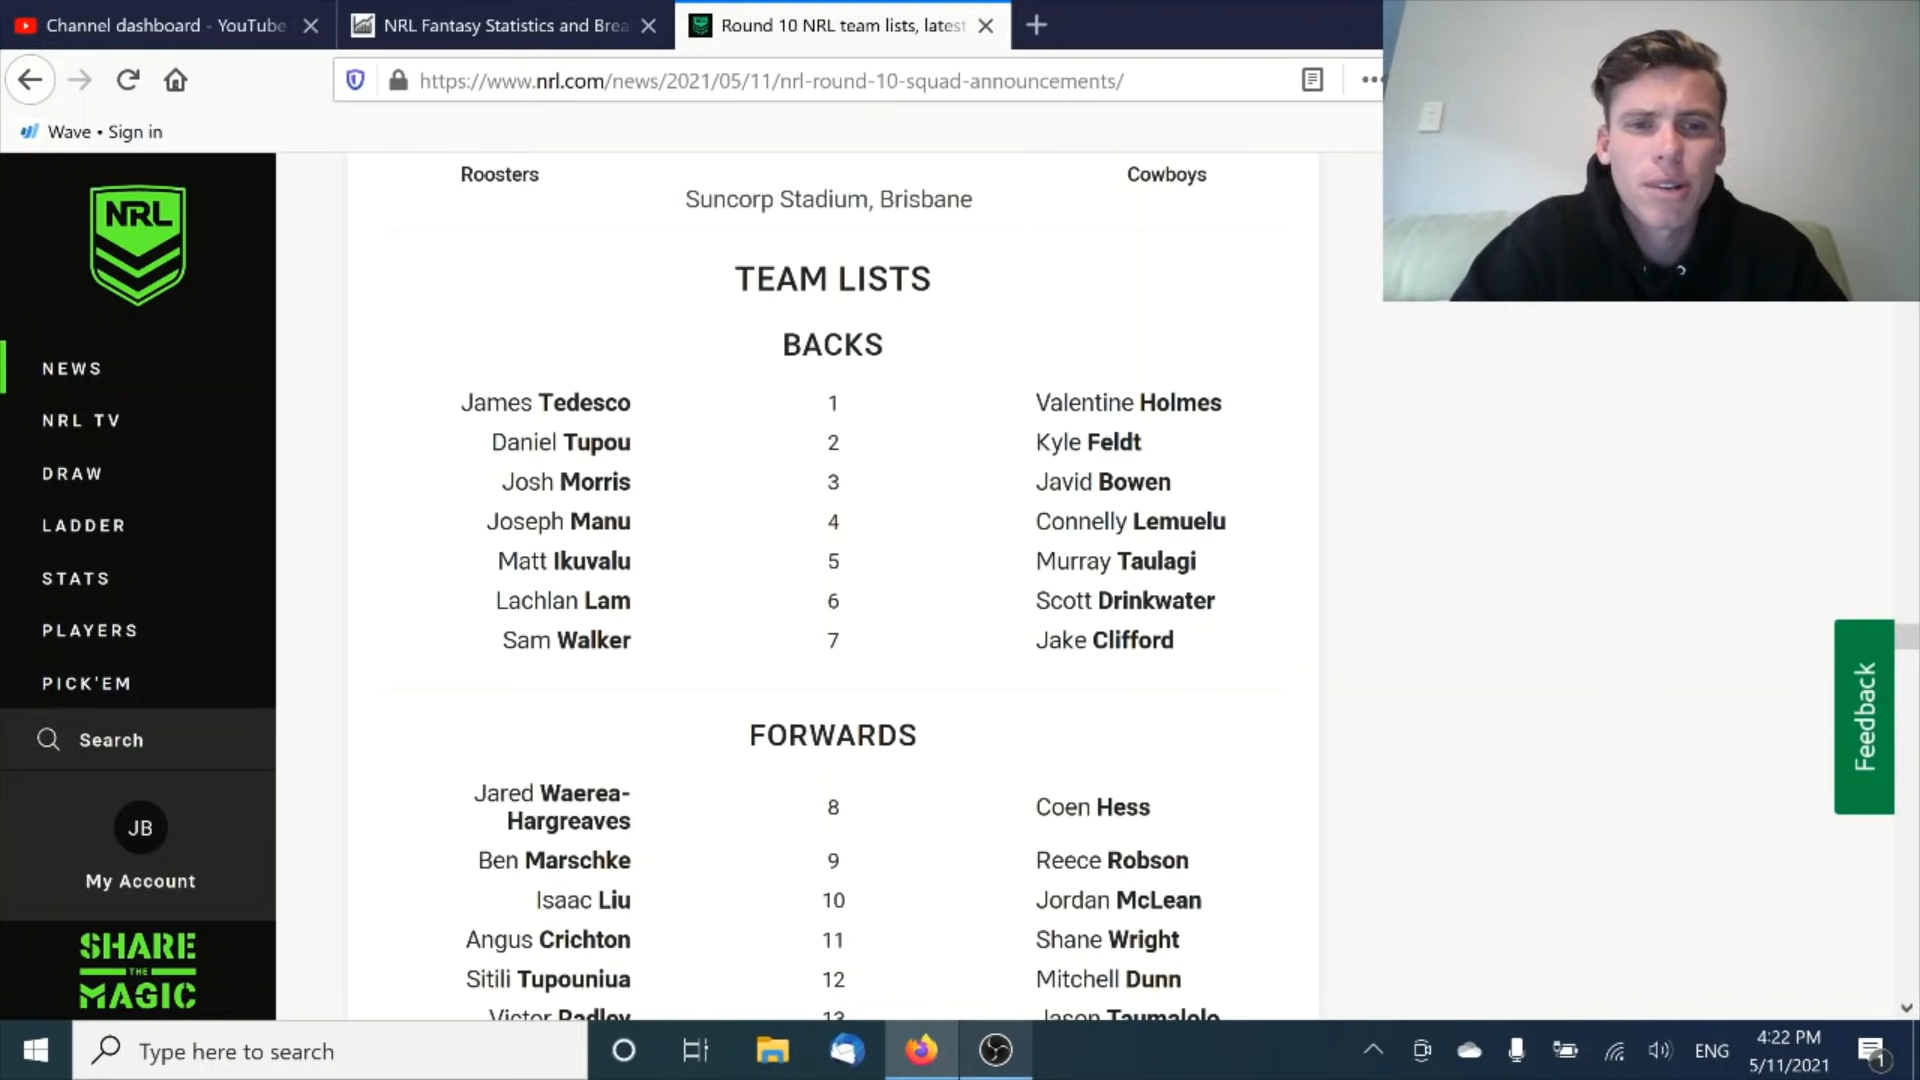 Channel dashboard - YouTube
NRL Fantasy Statistics and Brea
Round 10 NRL team lists, latest
https://www.nrl.com/news/2021/05/11/nrl-round-10-squad-announcements/
Wave • Sign in
NRL
NEWS
NRL TV
DRAW
LADDER
STATS
PLAYERS
PICK'EM
Search
JB
My Account
SHARE
THE
MAGIC
Roosters
Cowboys
Suncorp Stadium, Brisbane
TEAM LISTS
BACKS
James Tedesco 1 Valentine Holmes
Daniel Tupou 2 Kyle Feldt
Josh Morris 3 Javid Bowen
Joseph Manu 4 Connelly Lemuelu
Matt Ikuvalu 5 Murray Taulagi
Lachlan Lam 6 Scott Drinkwater
Sam Walker 7 Jake Clifford
FORWARDS
Jared Waerea-
Hargreaves 8 Coen Hess
Ben Marschke 9 Reece Robson
Isaac Liu 10 Jordan McLean
Angus Crichton 11 Shane Wright
Sitili Tupouniua 12 Mitchell Dunn
Victor Radley 13 Jason Taumalolo
Feedback
Type here to search
ENG
4:22 PM
5/11/2021
1